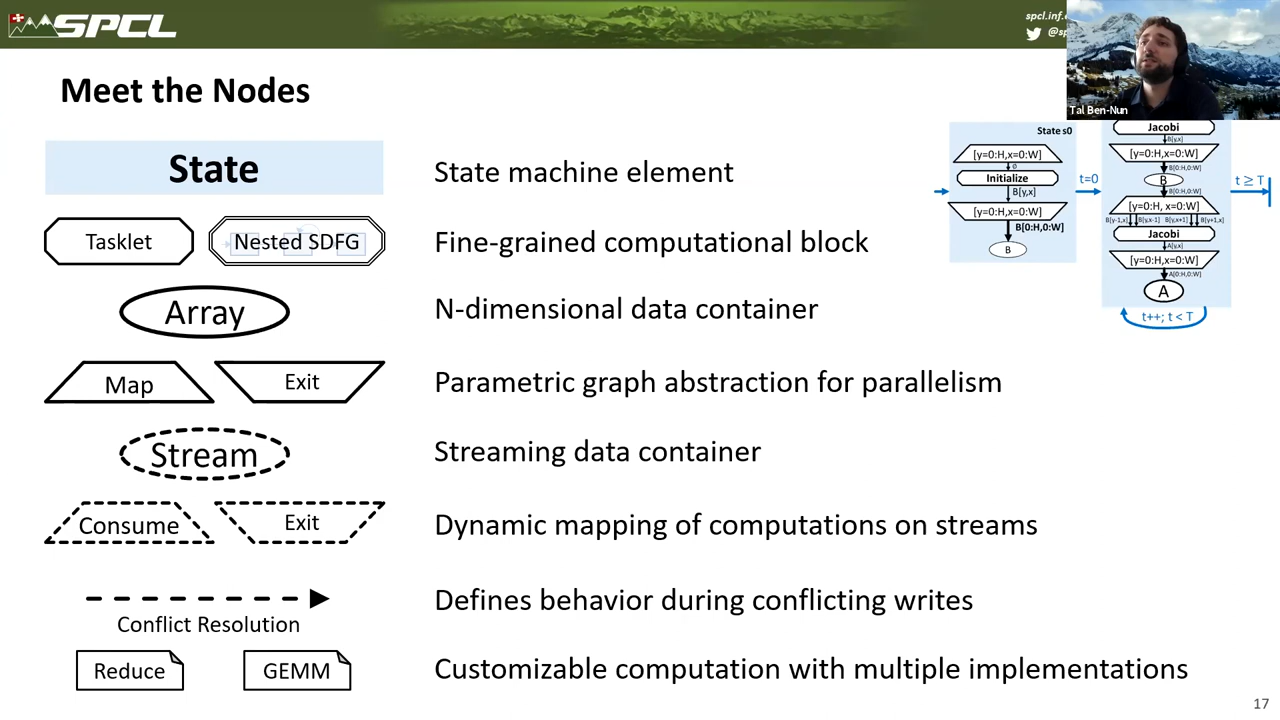 SPCL
spcl.inf.e
@sp
Tal Ben-Nun
Meet the Nodes
State
State machine element
Tasklet
Nested SDFG
Fine-grained computational block
Array
N-dimensional data container
Map
Exit
Parametric graph abstraction for parallelism
Stream
Streaming data container
Consume
Exit
Dynamic mapping of computations on streams
Conflict Resolution
Defines behavior during conflicting writes
Reduce
GEMM
Customizable computation with multiple implementations
State s0
[y=0:H,x=0:W]
Initialize
B[y,x]
[y=0:H,x=0:W]
B[0:H,0:W]
B
t=0
Jacobi
B[y,x]
[y=0:H,x=0:W]
B[0:H,0:W]
B
B[0:H,0:W]
[y=0:H, x=0:W]
B[y-1,x]
B[y,x-1]
B[y,x+1]
B[y+1,x]
Jacobi
A[y,x]
[y=0:H,x=0:W]
A[0:H,0:W]
A
t++; t < T
t ≥ T
17